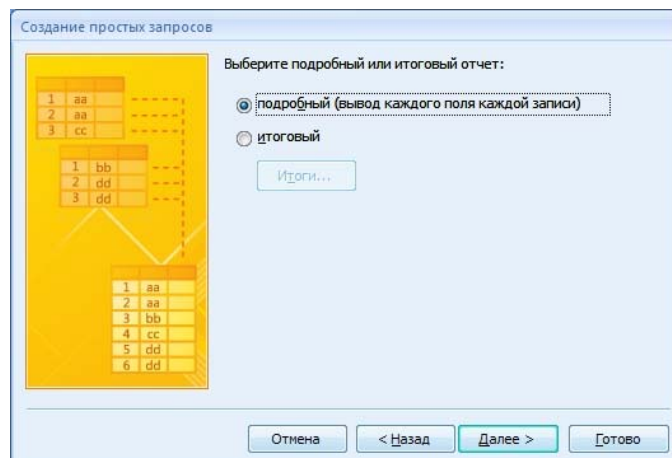 Создание простых запросов
Выберите подробный или итоговый отчет:
подробный (вывод каждого поля каждой записи)
итоговый
Итоги...
1 aa
2 aa
3 cc
1 bb
2 dd
3 dd
1 aa
2 aa
3 bb
4 cc
5 dd
6 dd
Отмена
< Назад
Далее >
Готово